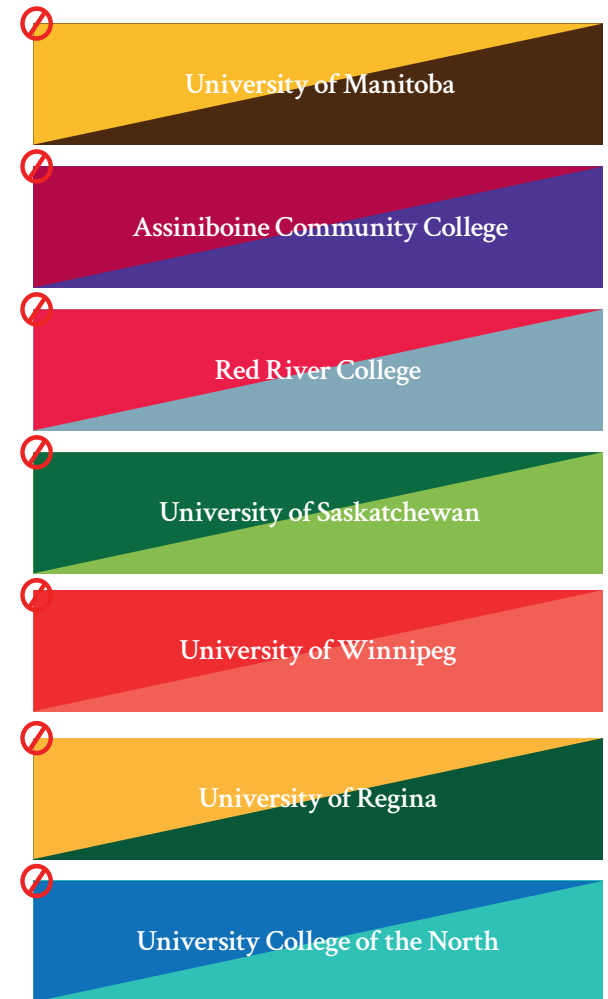 University of Manitoba
Assiniboine Community College
Red River College
University of Saskatchewan
University of Winnipeg
University of Regina
University College of the North